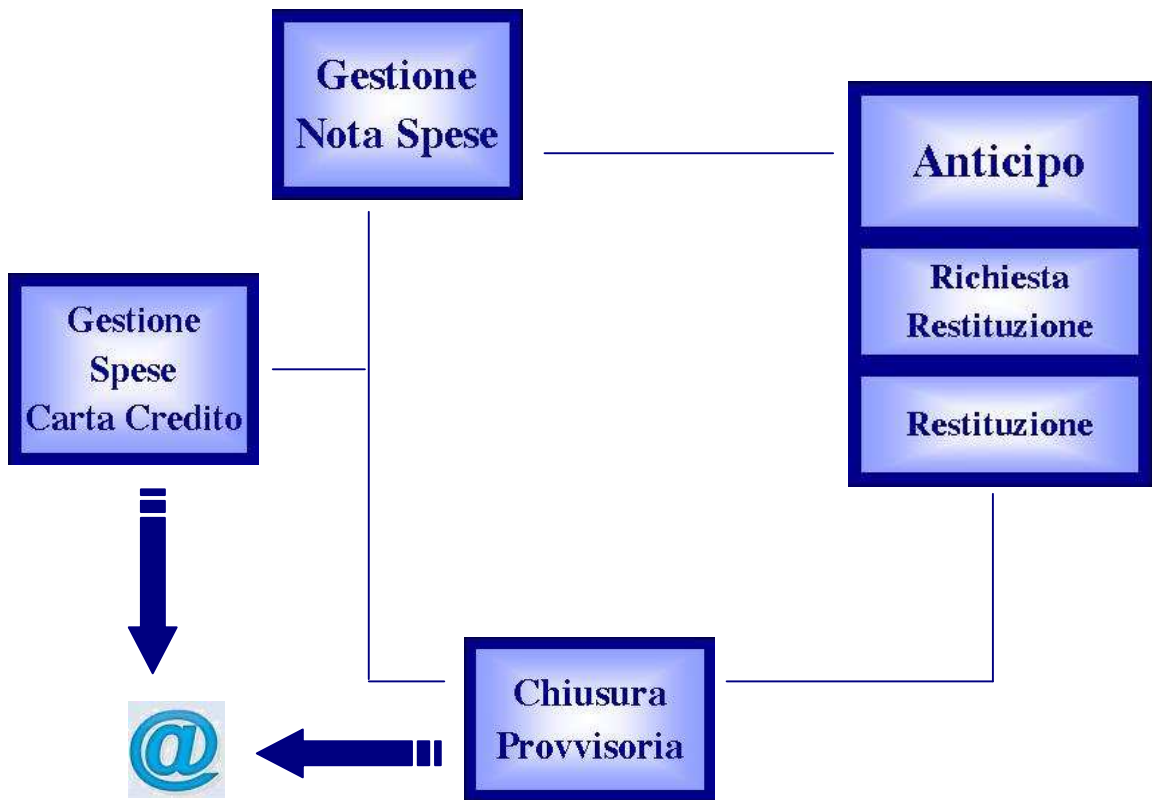 Gestione
Nota Spese
Anticipo
Richiesta
Restituzione
Restituzione
Gestione
Spese
Carta Credito
Chiusura
Provvisoria
@